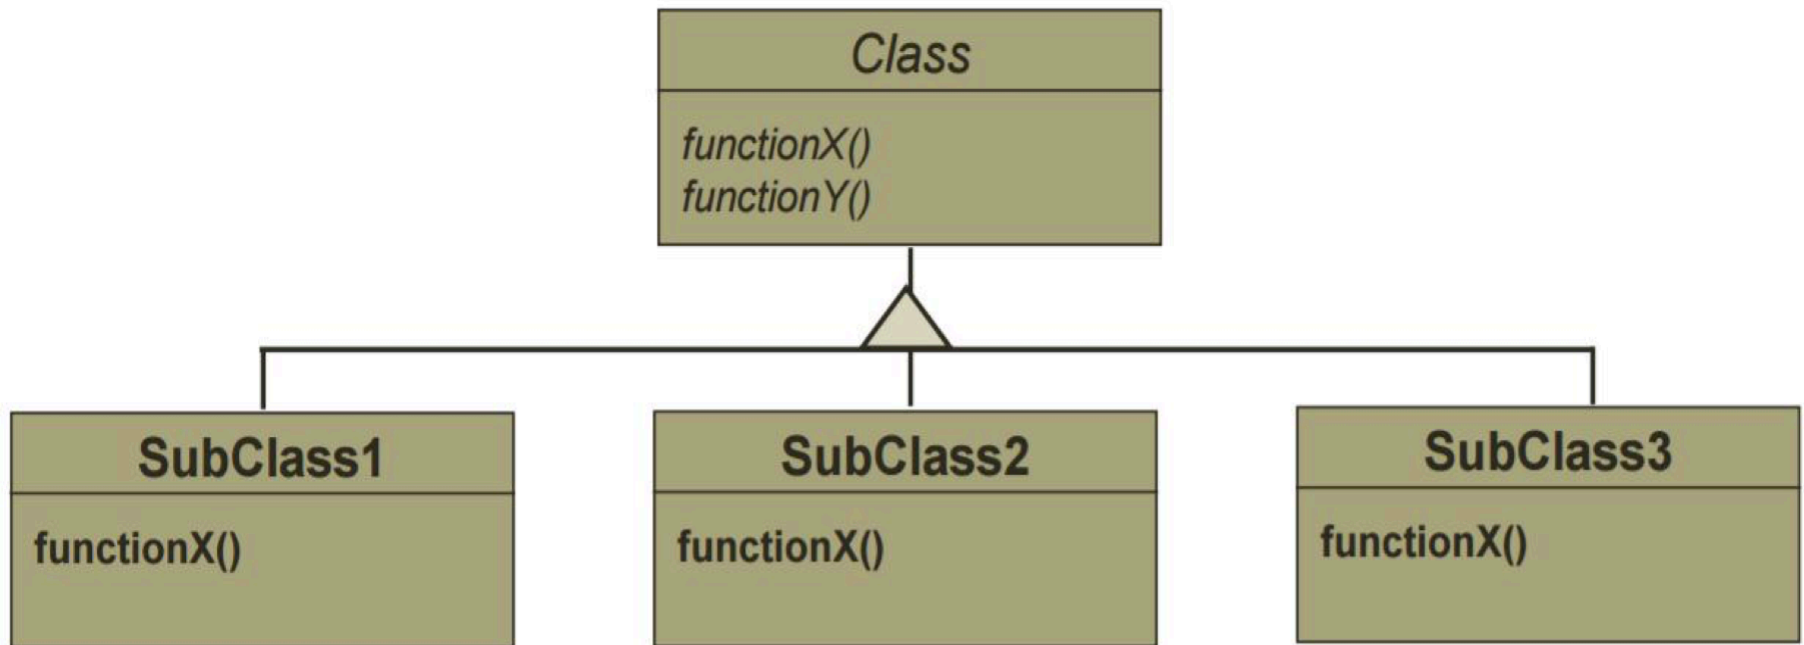 Class
functionX()
functionY()
SubClass1
functionX()
SubClass2
functionX()
SubClass3
functionX()